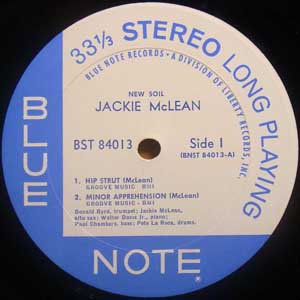 33⅓ STEREO LONG PLAYING
BLUE NOTE RECORDS • A DIVISION OF LIBERTY RECORDS, INC.
NEW SOIL
JACKIE McLEAN
BST 84013
Side 1
(BNST 84013-A)
1. HIP STRUT (McLean)
GROOVE MUSIC - BMI
2. MINOR APPREHENSION (McLean)
GROOVE MUSIC - BMI
Donald Byrd, trumpet; Jackie McLean,
alto sax; Walter Davis Jr., piano;
Paul Chambers, bass; Pete La Roca, drums.
BLUE
NOTE